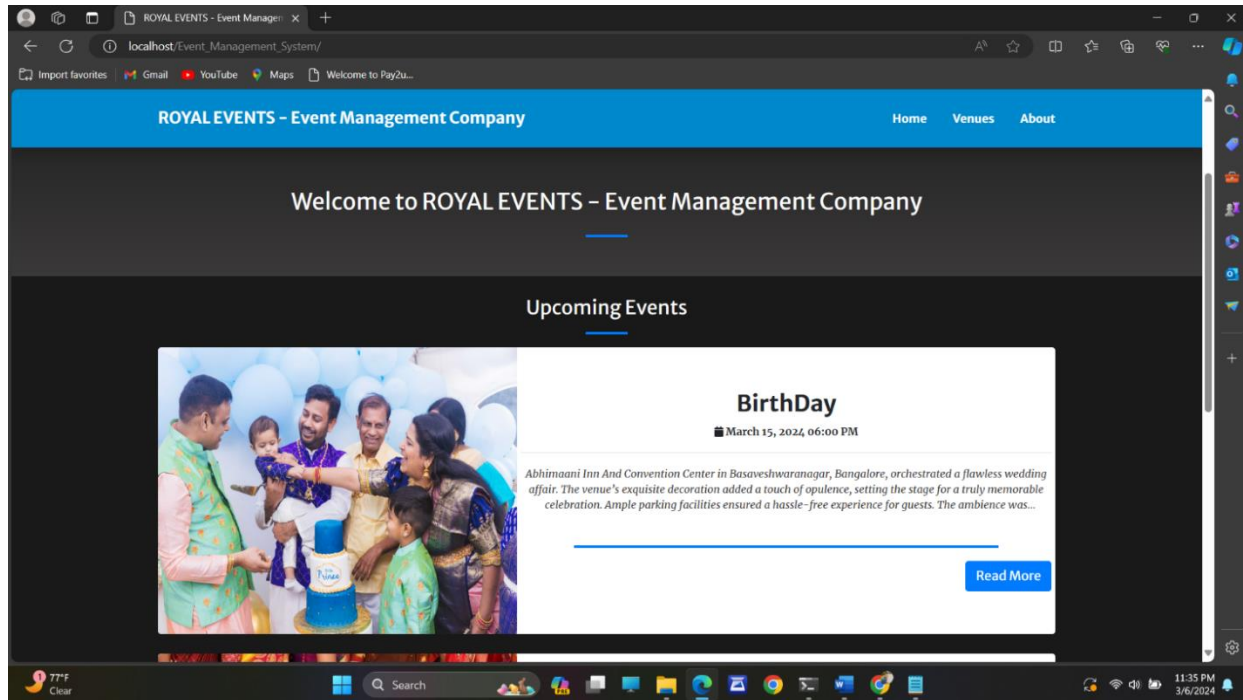 ROYAL EVENTS - Event Managen
localhost/Event_Management_System/
Import favorites
Gmail
YouTube
Maps
Welcome to Pay2u...
ROYAL EVENTS - Event Management Company
Home Venues About
Welcome to ROYAL EVENTS - Event Management Company
Upcoming Events
BirthDay
March 15, 2024 06:00 PM
Abhimaani Inn And Convention Center in Basaveshwaranagar, Bangalore, orchestrated a flawless wedding
affair. The venue's exquisite decoration added a touch of opulence, setting the stage for a truly memorable
celebration. Ample parking facilities ensured a hassle-free experience for guests. The ambience was...
Read More
Prince
1
77°F
Clear
Search
11:35 PM
3/6/2024